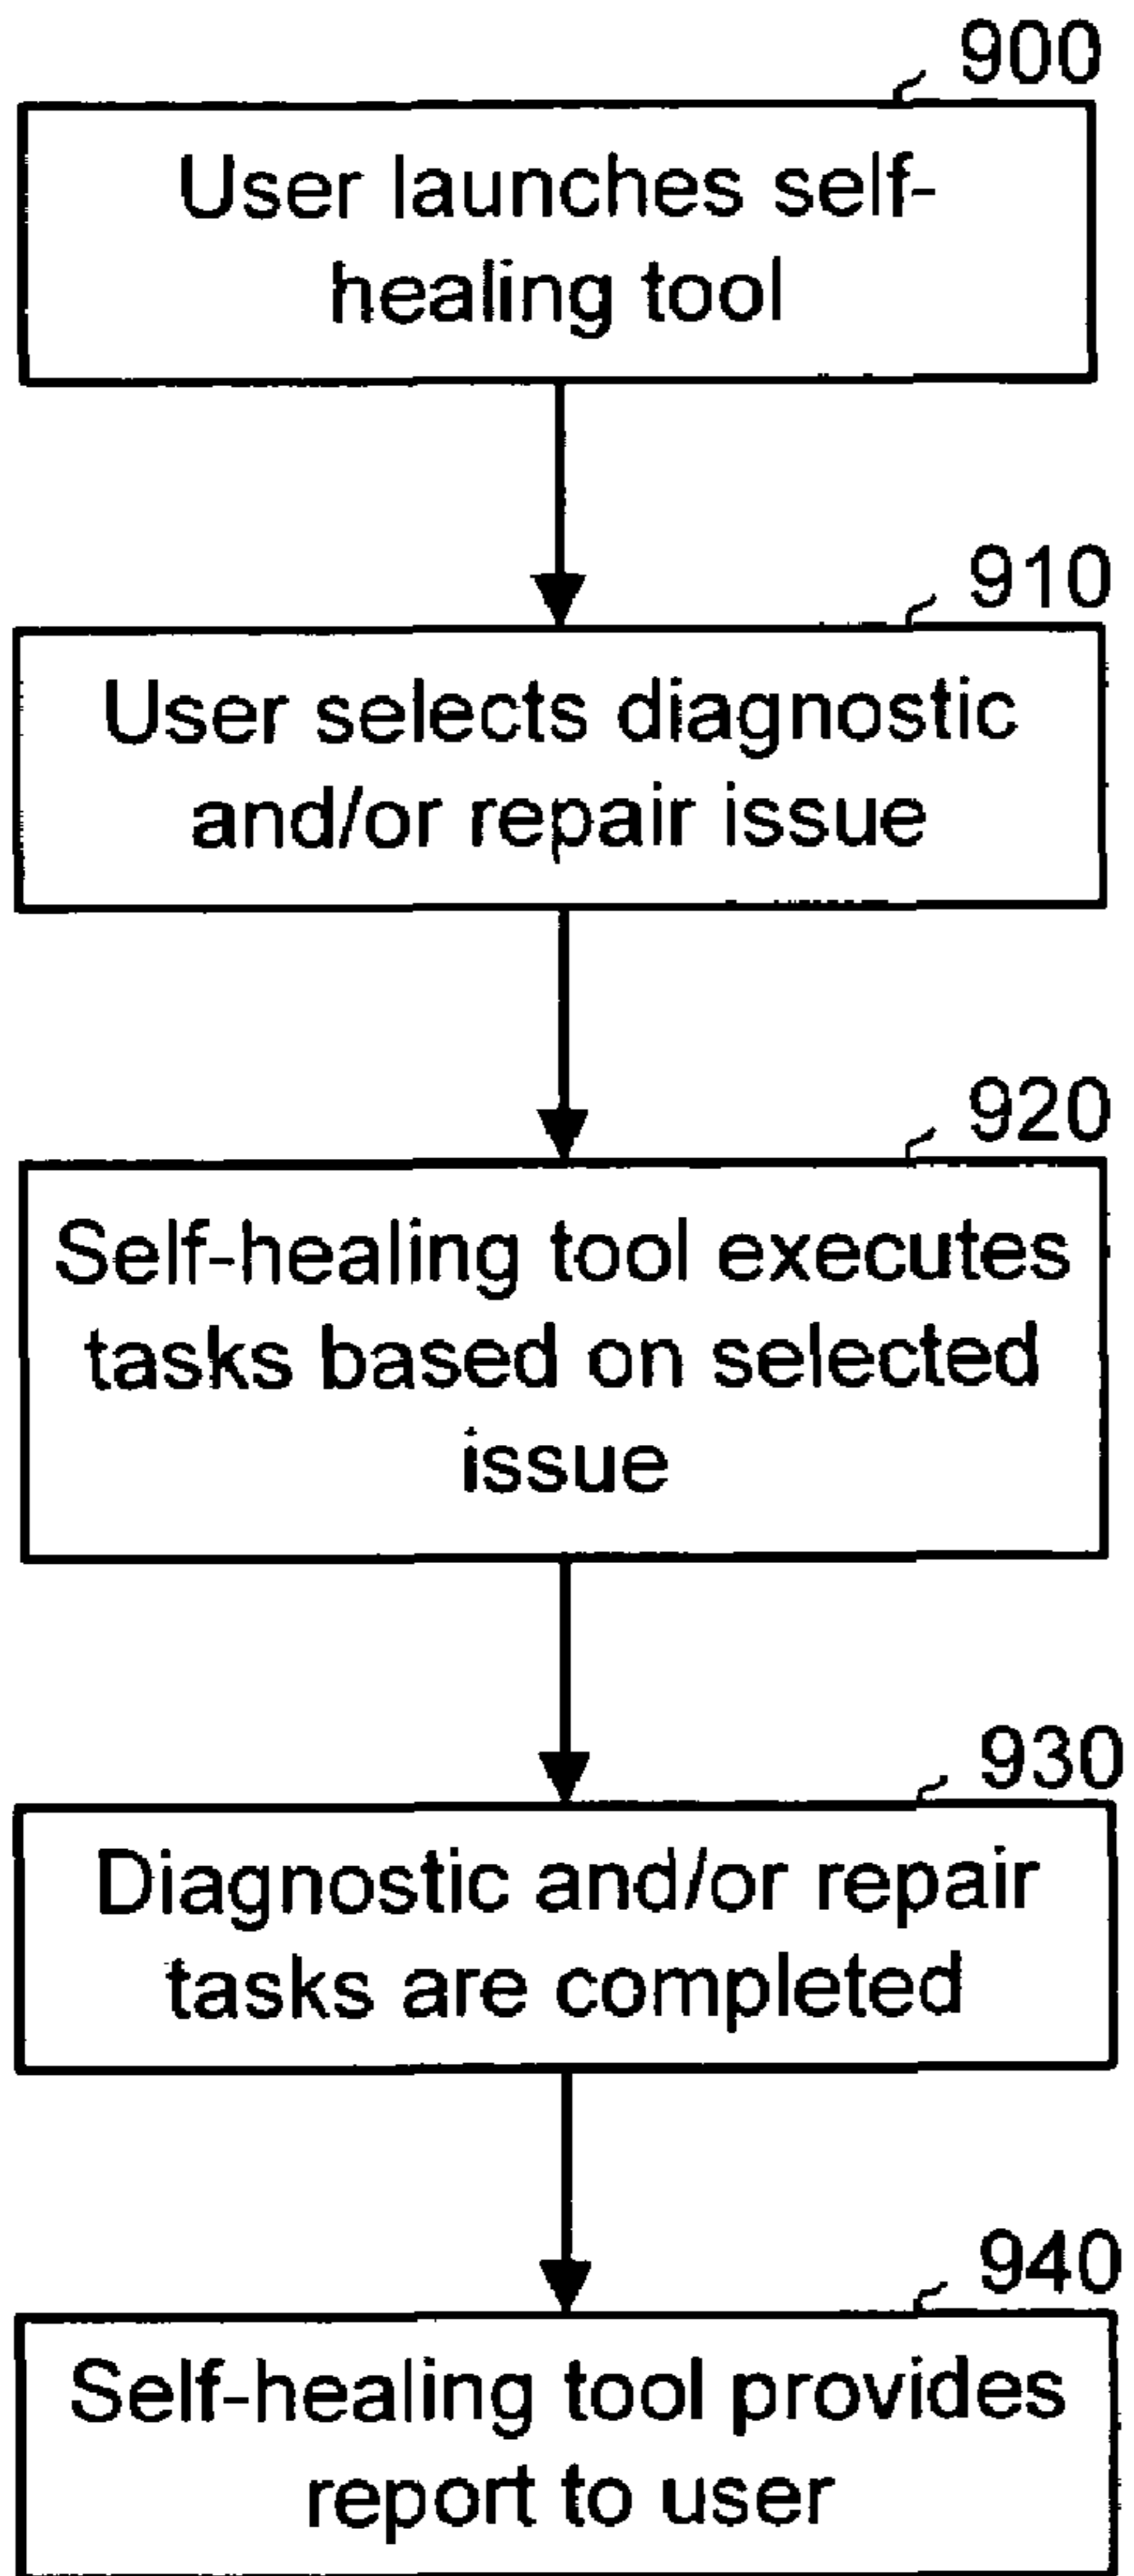 900
User launches self-
healing tool
910
User selects diagnostic
and/or repair issue
920
Self-healing tool executes
tasks based on selected
issue
930
Diagnostic and/or repair
tasks are completed
940
Self-healing tool provides
report to user